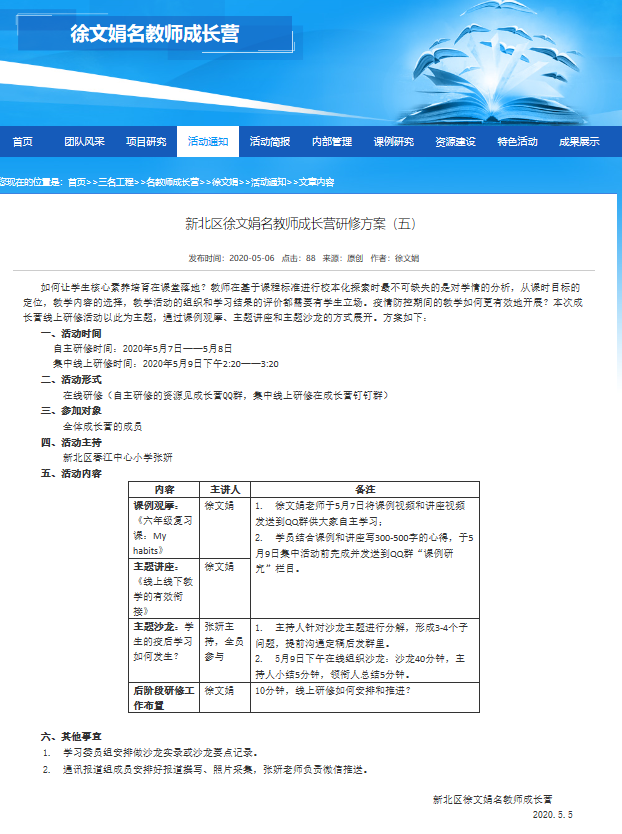 徐文娟名教师成长营
首页 团队风采 项目研究 活动通知 活动简报 内部管理 课例研究 资源建设 特色活动 成果展示
您现在的位置是：首页>>三名工程>>名教师成长营>>徐文娟>>活动通知>>文章内容
新北区徐文娟名教师成长营研修方案（五）
发布时间：2020-05-06 点击：88 来源：原创 作者：徐文娟
如何让学生核心素养培育在课堂落地？教师在基于课程标准进行校本化探索时最不可缺失的是对学情的分析，从课时目标的
定位，教学内容的选择，教学活动的组织和学习结果的评价都需要有学生立场。疫情防控期间的教学如何更有效地开展？本次成
长营线上研修活动以此为主题，通过课例观摩、主题讲座和主题沙龙的方式展开。方案如下：
一、活动时间
自主研修时间：2020年5月7日——5月8日
集中线上研修时间：2020年5月9日下午2:20——3:20
二、活动形式
在线研修（自主研修的资源见成长营QQ群，集中线上研修在成长营钉钉群）
三、参加对象
全体成长营的成员
四、活动主持
新北区春江中心小学张妍
五、活动内容
内容 主讲人 备注
课例观摩：
《六年级复习
课：My
habits》
徐文娟
1. 徐文娟老师于5月7日将课例视频和讲座视频
发送到QQ群供大家自主学习；
2. 学员结合课例和讲座写300-500字的心得，于5
月9日集中活动前完成并发送到QQ群“课例研
究”栏目。
主题讲座：
《线上线下教
学的有效衔
接》
徐文娟
主题沙龙：学
生的疫后学习
如何发生？
张妍主
持，全员
参与
1. 主持人针对沙龙主题进行分解，形成3-4个子
问题，提前沟通定稿后发群里。
2. 5月9日下午在线组织沙龙：沙龙40分钟，主
持人小结5分钟，领衔人总结5分钟。
后阶段研修工
作布置
徐文娟
10分钟，线上研修如何安排和推进？
六、其他事宜
1. 学习委员组安排做沙龙实录或沙龙要点记录。
2. 通讯报道组成员安排好报道撰写、照片采集，张妍老师负责微信推送。
新北区徐文娟名教师成长营
2020.5.5